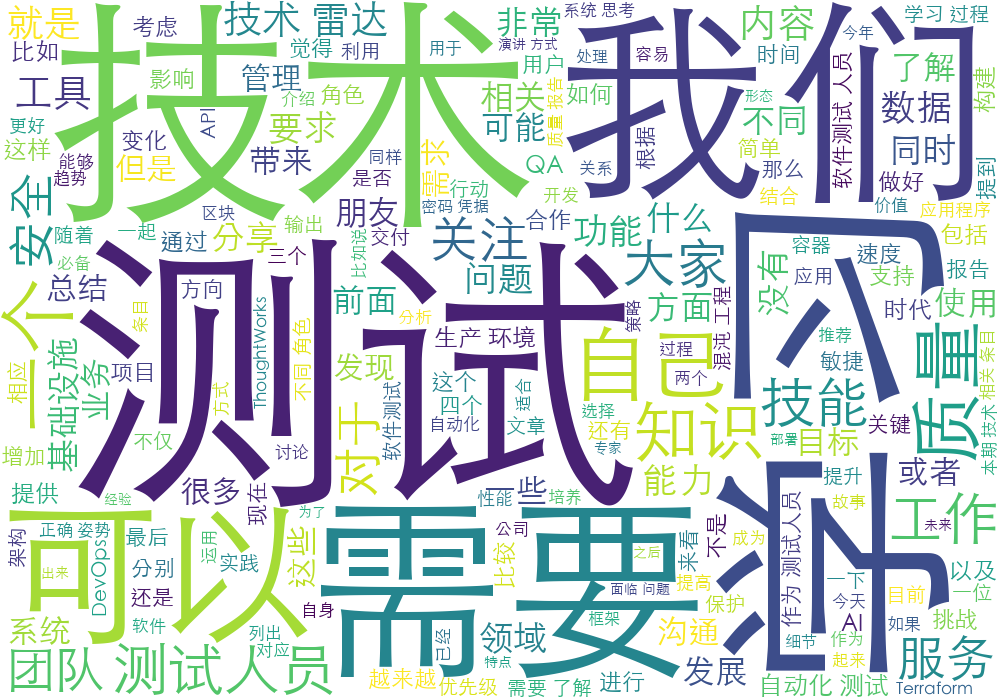 就是
比如
考虑
技术 雷达
非常
系统 思考
内容
学习 过程
今年
技术
我们
软件测试 人员
觉得
利用
用于
演讲 方式
处理
容易
时间
了解
构建
工具
影响
管理
介绍
角色
相关
质量 报告
用户
如何
形态
数据
更好
这样
变化
API
要求
可能
不同
能够
趋势
但是
带来
同样
是否
需求
QA
根据
关系
简单
那么
同时
做好
提到
安全
区块
输出
密码 凭据
行动
开发
结合
价值
应用程序
随着
一起
通过
分享
朋友
交付
关注
合作
功能
什么
包括
必备
三个
比如说
大家
没有
容器
速度
报告
总结
方向
前面
问题
方面
应用
支持
时代
使用
一个
条目
ThoughtWorks
测试
分析
生产 环境
策略
混沌 工程
汇
推荐
质量
相应
基础设施
业务
项目
不同 角色
发现
这个
四个
适合
自己
过程
两个
敏捷
相关 条目
方式
软件测试
自动化
文章
选择
还有
知识
技能
关键
本期 技术
增加
不仅
讨论
对于
专家
部署
目标
提供
经验
很多
现在
性能
一些
培养
能力
提升
或者
可以
需要
作为 测试人员
故事
工作
架构
正确 姿势
DevOps
最后
运用
实践
为了
这些
公司
比较
来看
不是
成为
未来
出来
分别
之后
一下
以及
还是
自身
面临 问题
提高
今天
目前
一位
系统
软件
列出
对应
已经
领域
框架
沟通
保护
AI
如果
挑战
细节
作为
起来
团队
测试人员
越来越
优先级
特点
需要 了解
进行
发展
自动化 测试
服务
Terraform